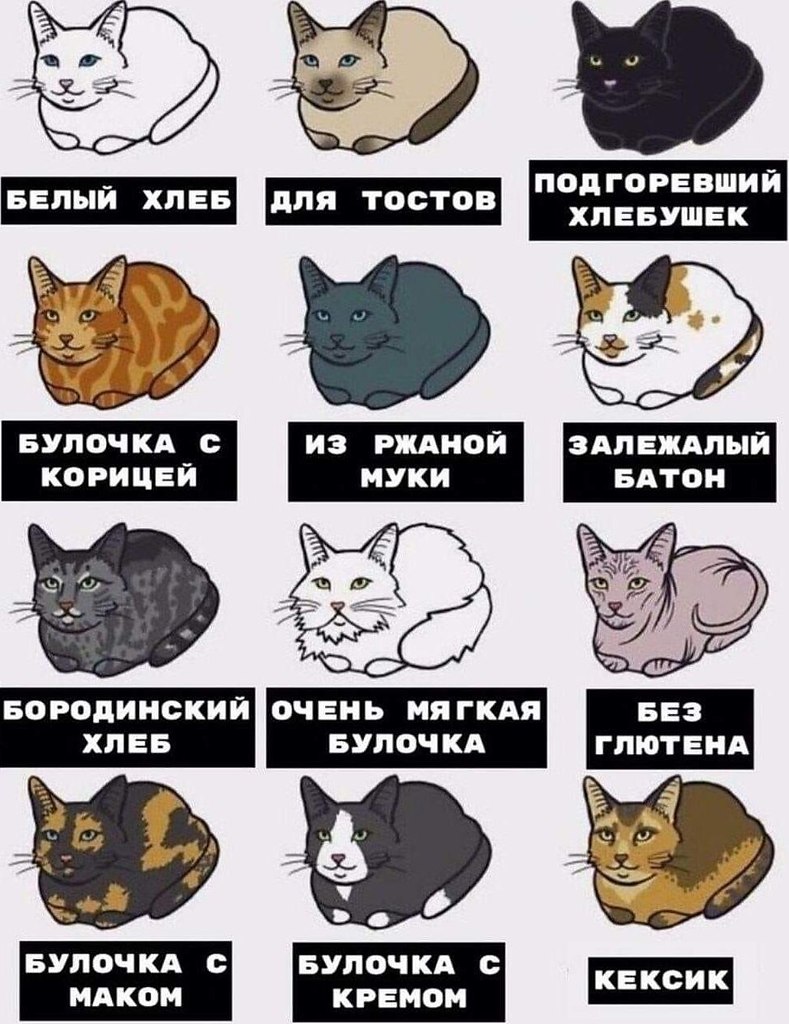 БЕЛЫЙ ХЛЕБ
ДЛЯ ТОСТОВ
ПОДГОРЕВШИЙ
ХЛЕБУШЕК
БУЛОЧКА С
КОРИЦЕЙ
ИЗ РЖАНОЙ
МУКИ
ЗАЛЕЖАЛЫЙ
БАТОН
БОРОДИНСКИЙ
ХЛЕБ
ОЧЕНЬ МЯГКАЯ
БУЛОЧКА
БЕЗ
ГЛЮТЕНА
БУЛОЧКА С
МАКОМ
БУЛОЧКА С
КРЕМОМ
КЕКСИК